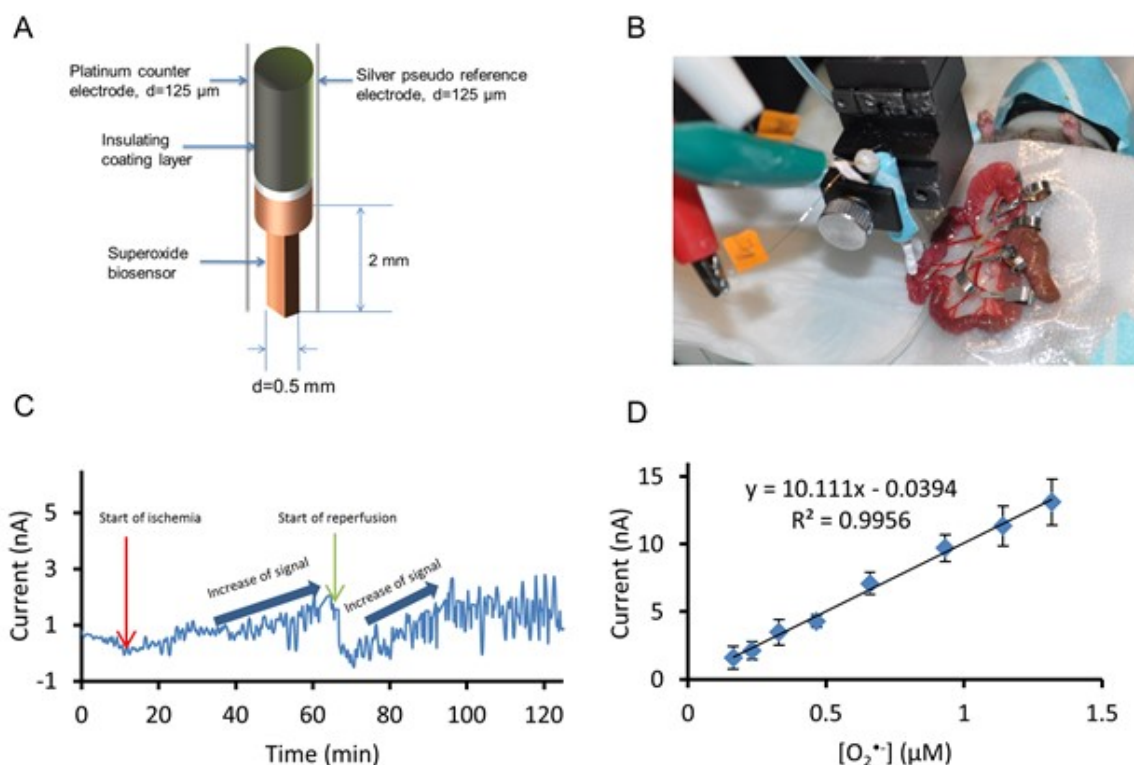 A
Platinum counter
electrode, d=125 µm
Silver pseudo reference
electrode, d=125 µm
Insulating
coating layer
Superoxide
biosensor
2 mm
d=0.5 mm
B
C
Current (nA)
5
3
1
-1
Start of ischemia
Increase of signal
Start of reperfusion
Increase of signal
0 20 40 60 80 100 120
Time (min)
D
Current (nA)
15
10
5
0
y = 10.111x - 0.0394
R² = 0.9956
0 0.5 1 1.5
[O₂•-] (µM)